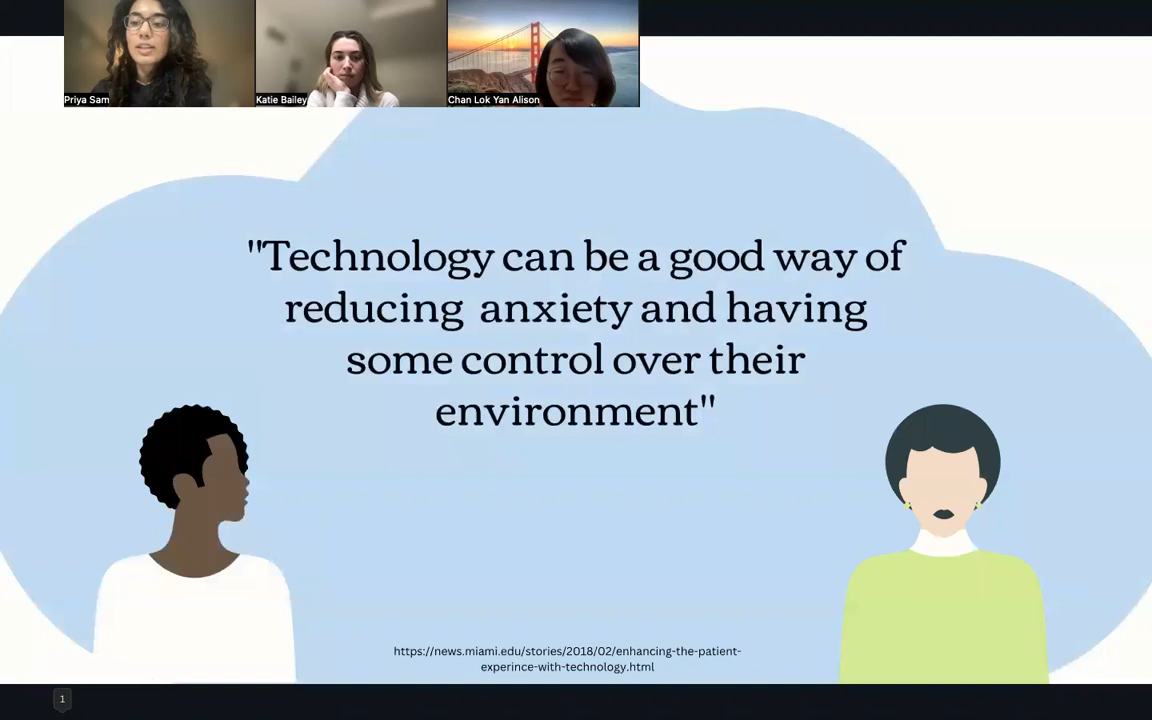 Priya Sam
Katie Bailey
Chan Lok Yan Alison
"Technology can be a good way of
reducing  anxiety and having
some control over their
environment"
https://news.miami.edu/stories/2018/02/enhancing-the-patient-
experince-with-technology.html
1